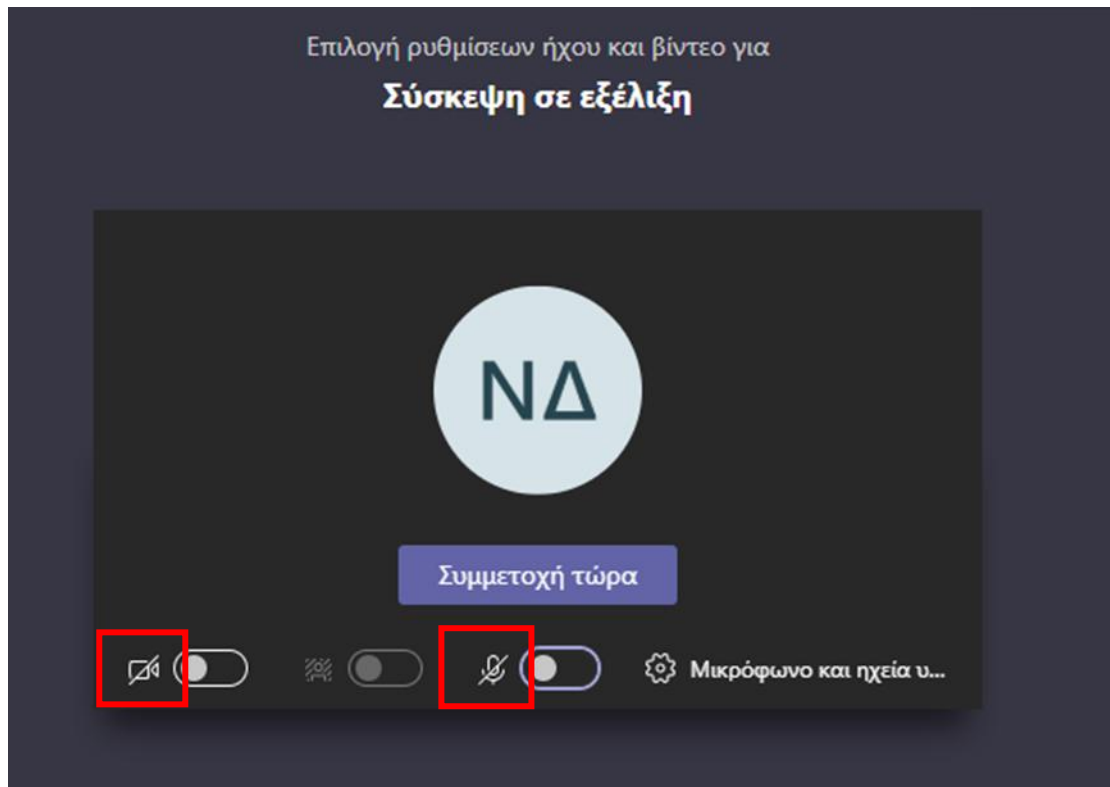 Επιλογή ρυθμίσεων ήχου και βίντεο για
Σύσκεψη σε εξέλιξη
ΝΔ
Συμμετοχή τώρα
Μικρόφωνο και ηχεία υ...